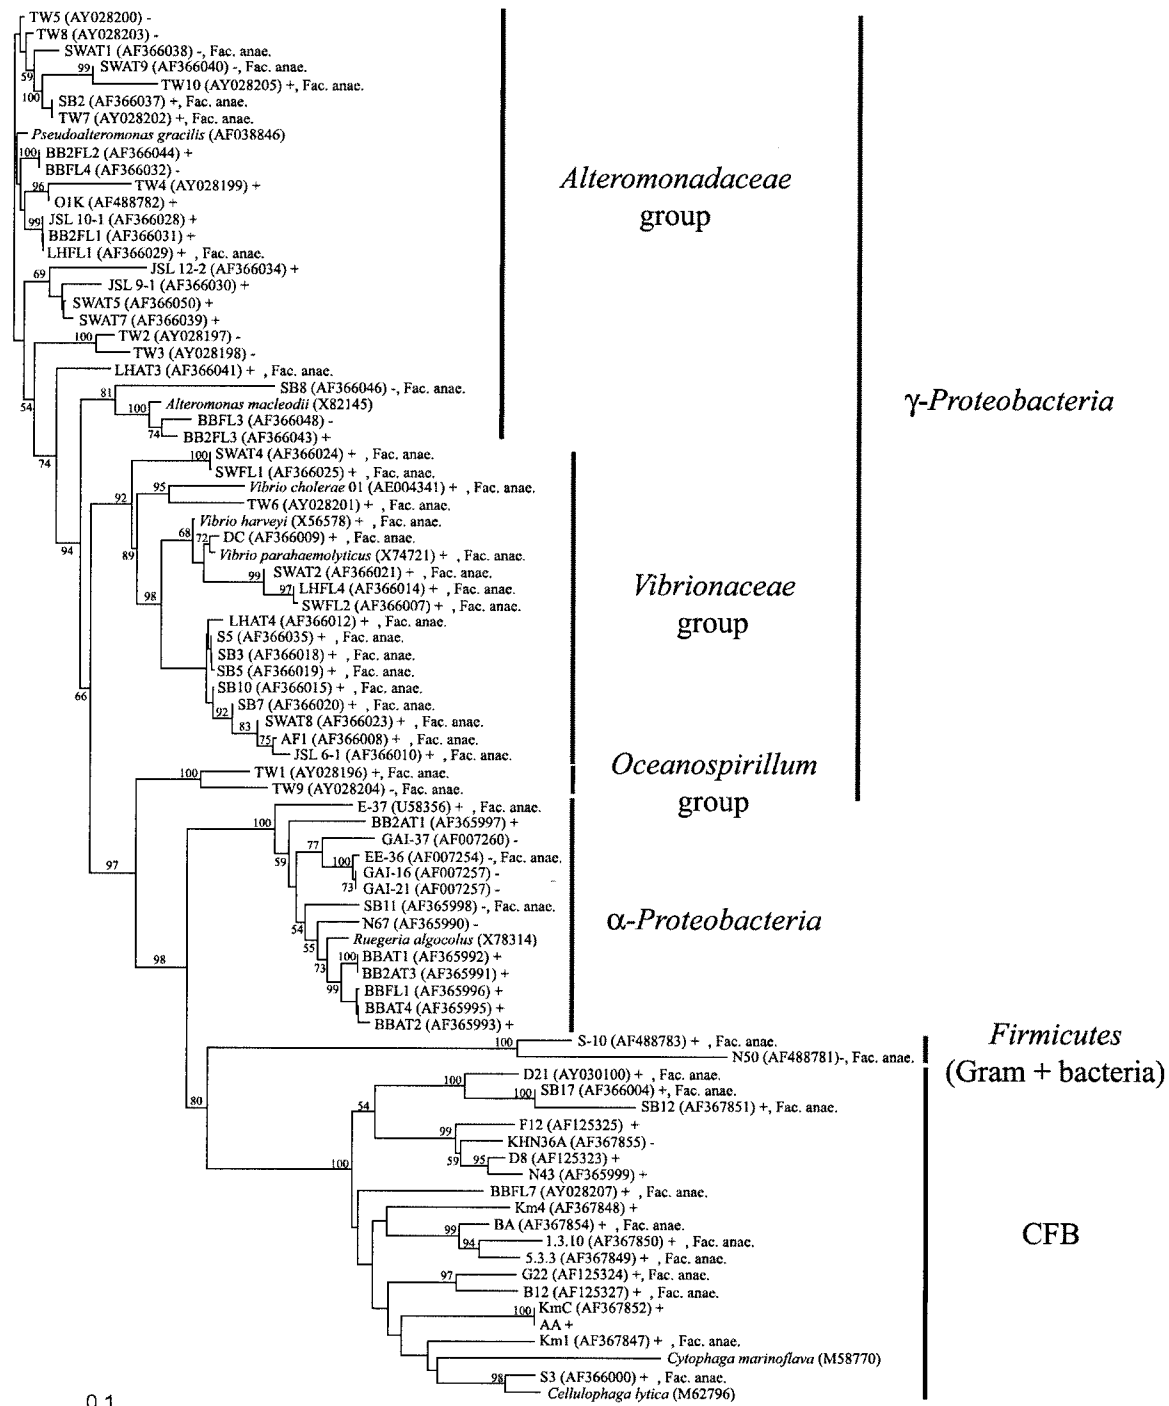 TW5 (AY028200) -
TW8 (AY028203) -
SWAT1 (AF366038) -, Fac. anae.
99 SWAT9 (AF366040) -, Fac. anae.
59 TW10 (AY028205) +, Fac. anae.
100 SB2 (AF366037) +, Fac. anae.
TW7 (AY028202) +, Fac. anae.
Pseudoalteromonas gracilis (AF038846)
100 BB2FL2 (AF366044) +
BBFL4 (AF366032) -
96 TW4 (AY028199) +
O1K (AF488782) +
99 JSL 10-1 (AF366028) +
BB2FL1 (AF366031) +
LHFL1 (AF366029) + , Fac. anae.
69 JSL 12-2 (AF366034) +
JSL 9-1 (AF366030) +
SWAT5 (AF366050) +
SWAT7 (AF366039) +
100 TW2 (AY028197) -
TW3 (AY028198) -
LHAT3 (AF366041) + , Fac. anae.
81 SB8 (AF366046) -, Fac. anae.
54 100 Alteromonas macleodii (X82145)
BBFL3 (AF366048) -
74 BB2FL3 (AF366043) +
Alteromonadaceae
group
74
100 SWAT4 (AF366024) + , Fac. anae.
SWFL1 (AF366025) + , Fac. anae.
92 95 Vibrio cholerae 01 (AE004341) + , Fac. anae.
TW6 (AY028201) + , Fac. anae.
Vibrio harveyi (X56578) + , Fac. anae.
68 72 DC (AF366009) + , Fac. anae.
94 89 Vibrio parahaemolyticus (X74721) + , Fac. anae.
99 SWAT2 (AF366021) + , Fac. anae.
97 LHFL4 (AF366014) + , Fac. anae.
98 SWFL2 (AF366007) + , Fac. anae.
LHAT4 (AF366012) + , Fac. anae.
S5 (AF366035) + , Fac. anae.
SB3 (AF366018) + , Fac. anae.
SB5 (AF366019) + , Fac. anae.
66 SB10 (AF366015) + , Fac. anae.
92 SB7 (AF366020) + , Fac. anae.
83 SWAT8 (AF366023) + , Fac. anae.
75 AF1 (AF366008) + , Fac. anae.
JSL 6-1 (AF366010) + , Fac. anae.
Vibrionaceae
group
100 TW1 (AY028196) +, Fac. anae.
TW9 (AY028204) -, Fac. anae.
Oceanospirillum
group
γ-Proteobacteria
97
E-37 (U58356) + , Fac. anae.
100 BB2AT1 (AF365997) +
77 GAI-37 (AF007260) -
59 100 EE-36 (AF007254) -, Fac. anae.
GAI-16 (AF007257) -
73 GAI-21 (AF007257) -
SB11 (AF365998) -, Fac. anae.
54 N67 (AF365990) -
55 Ruegeria algocolus (X78314)
98 73 100 BBAT1 (AF365992) +
BB2AT3 (AF365991) +
99 BBFL1 (AF365996) +
BBAT4 (AF365995) +
BBAT2 (AF365993) +
α-Proteobacteria
100 S-10 (AF488783) + , Fac. anae.
N50 (AF488781)-, Fac. anae.
Firmicutes
(Gram + bacteria)
80
100 D21 (AY030100) + , Fac. anae.
100 SB17 (AF366004) +, Fac. anae.
54 SB12 (AF367851) +, Fac. anae.
99 F12 (AF125325) +
KHN36A (AF367855) -
59 95 D8 (AF125323) +
100 N43 (AF365999) +
BBFL7 (AY028207) + , Fac. anae.
Km4 (AF367848) +
99 BA (AF367854) + , Fac. anae.
94 1.3.10 (AF367850) + , Fac. anae.
5.3.3 (AF367849) + , Fac. anae.
97 G22 (AF125324) +, Fac. anae.
B12 (AF125327) + , Fac. anae.
100 KmC (AF367852) +
AA +
Km1 (AF367847) + , Fac. anae.
Cytophaga marinoflava (M58770)
98 S3 (AF366000) + , Fac. anae.
Cellulophaga lytica (M62796)
CFB
0.1